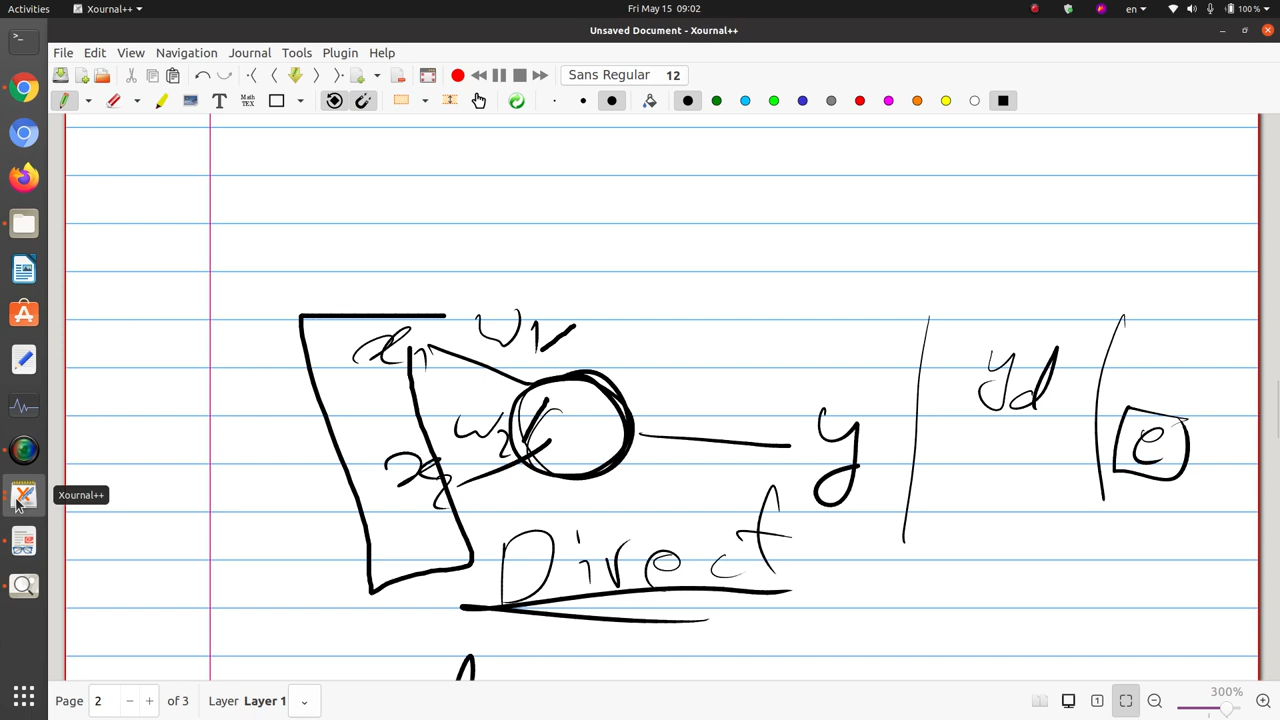 Activities Xournal++ Fri May 15 09:02 en 100 %
Unsaved Document - Xournal++
File Edit View Navigation Journal Tools Plugin Help
Sans Regular 12
Math TEX
x1 w1
w2 y yd e
x2
Xournal++
Direct
Page 2 of 3 Layer Layer 1 300%